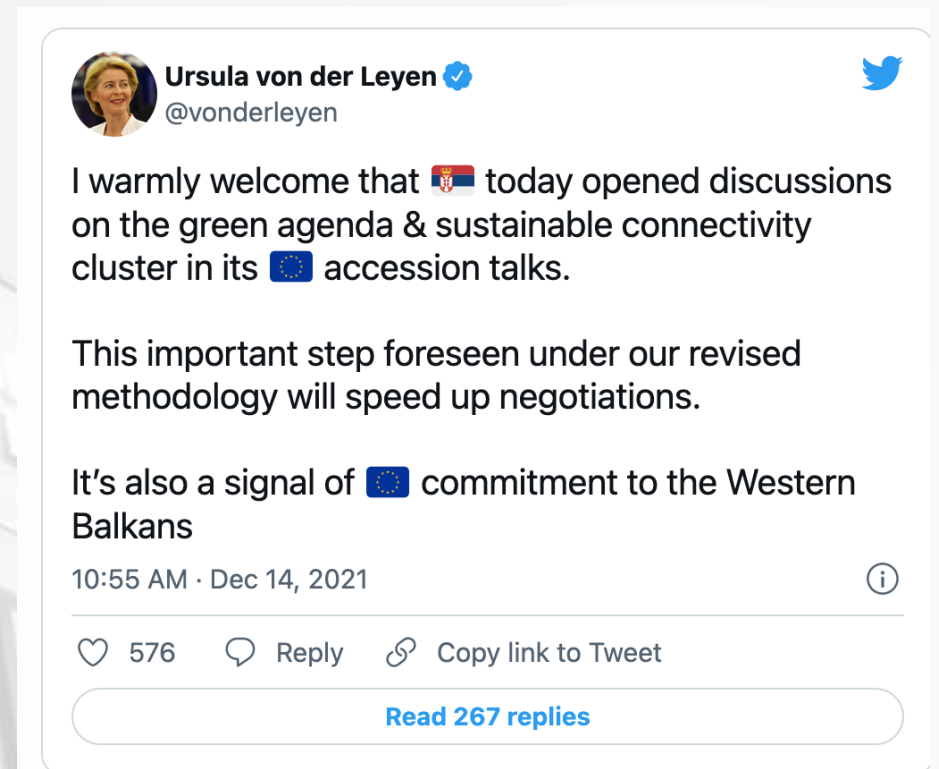 Ursula von der Leyen
@vonderleyen
I warmly welcome that 🇷🇸 today opened discussions
on the green agenda & sustainable connectivity
cluster in its 🇪🇺 accession talks.
This important step foreseen under our revised
methodology will speed up negotiations.
It's also a signal of 🇪🇺 commitment to the Western
Balkans
10:55 AM · Dec 14, 2021
576 Reply Copy link to Tweet
Read 267 replies